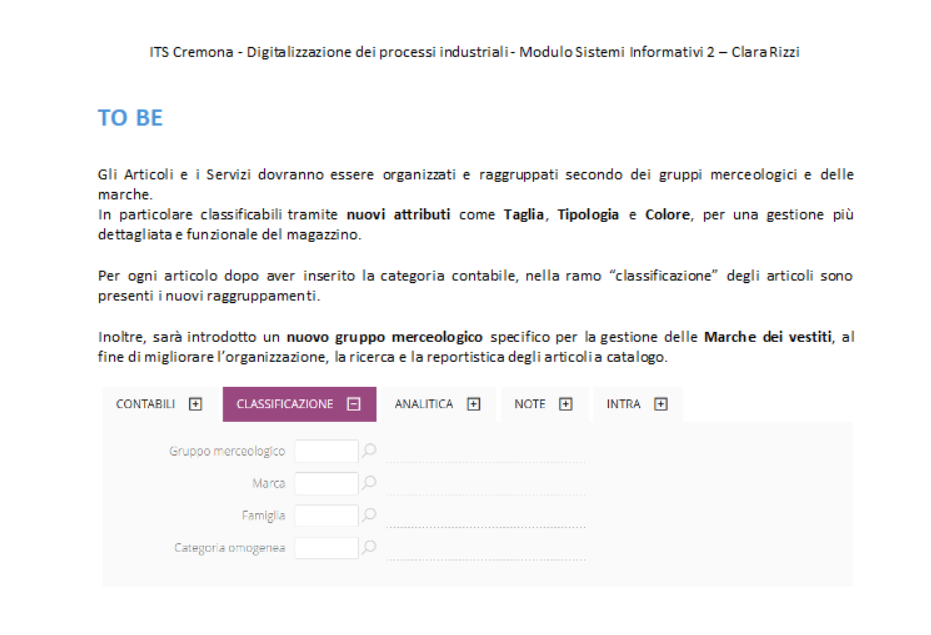 ITS Cremona - Digitalizzazione dei processi industriali - Modulo Sistemi Informativi 2 – Clara Rizzi
TO BE
Gli Articoli e i Servizi dovranno essere organizzati e raggruppati secondo dei gruppi merceologici e delle
marche.
In particolare classificabili tramite nuovi attributi come Taglia, Tipologia e Colore, per una gestione più
dettagliata e funzionale del magazzino.
Per ogni articolo dopo aver inserito la categoria contabile, nella ramo “classificazione” degli articoli sono
presenti i nuovi raggruppamenti.
Inoltre, sarà introdotto un nuovo gruppo merceologico specifico per la gestione delle Marche dei vestiti, al
fine di migliorare l’organizzazione, la ricerca e la reportistica degli articoli a catalogo.
CONTABILI CLASSIFICAZIONE ANALITICA NOTE INTRA
Gruppo merceologico
Marca
Famiglia
Categoria omogenea